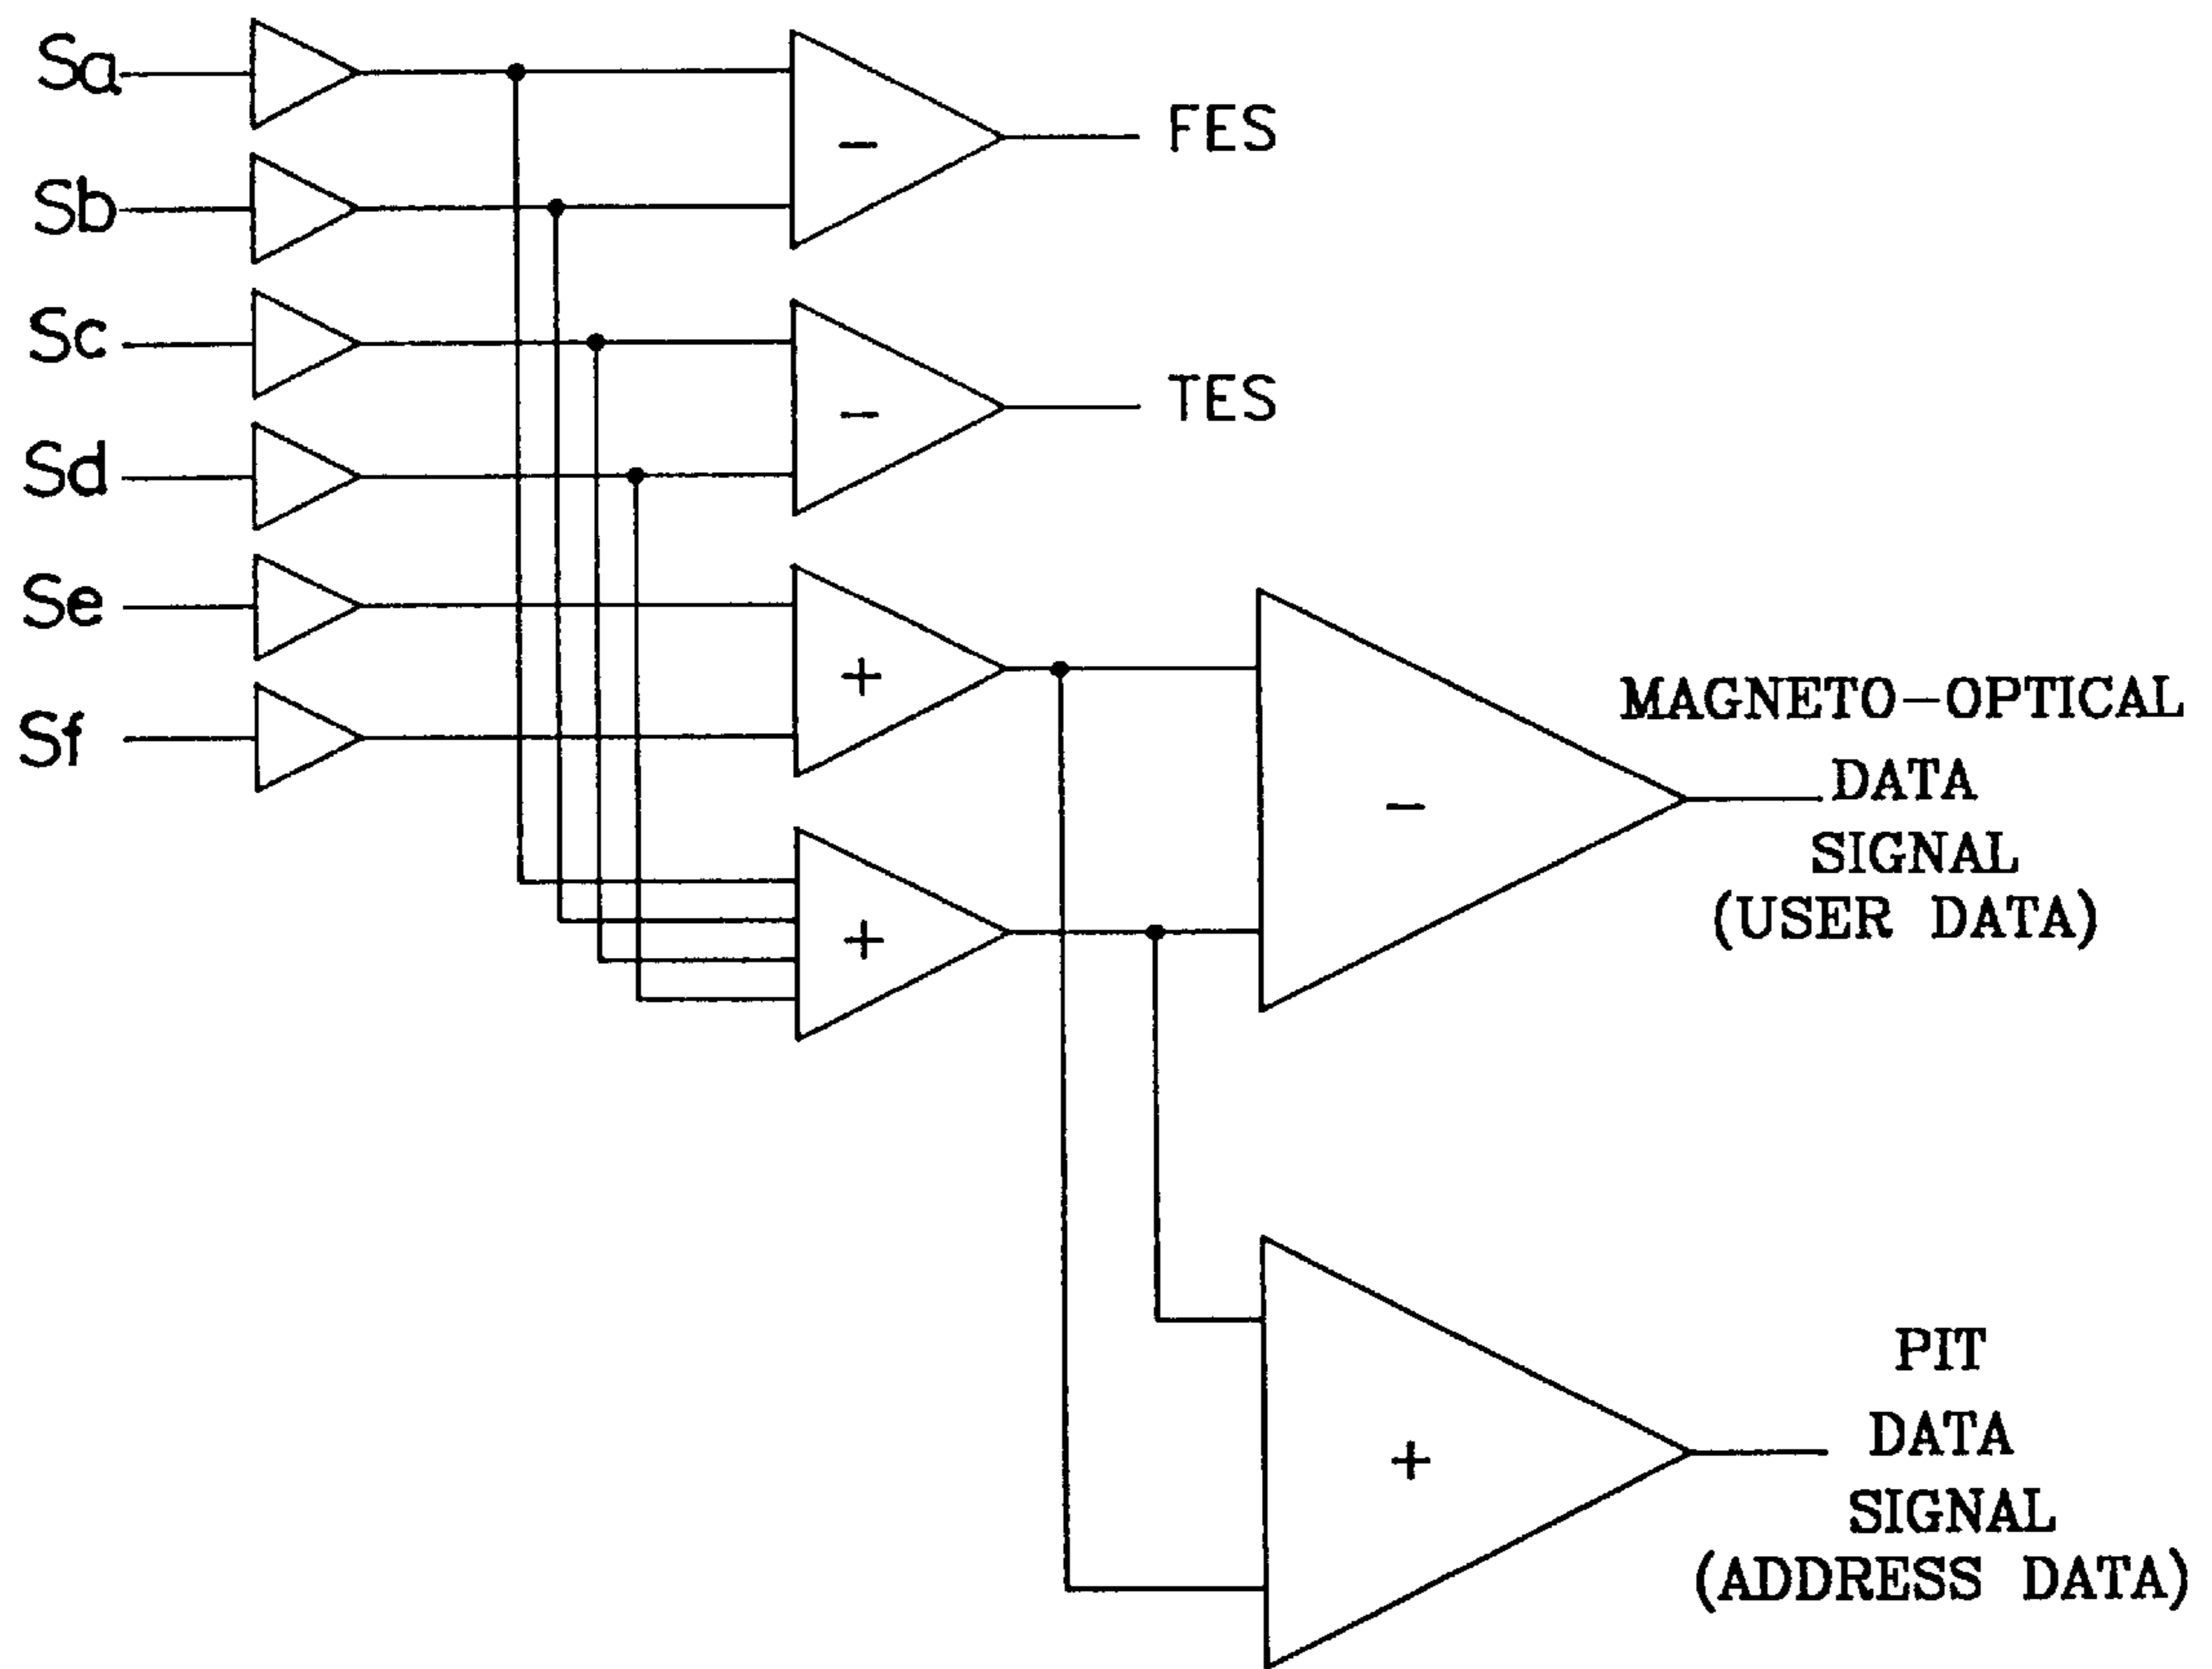 Sa
Sb
Sc
Sd
Se
Sf
-
FES
-
TES
+
+
-
MAGNETO-OPTICAL
DATA
SIGNAL
(USER DATA)
+
PIT
DATA
SIGNAL
(ADDRESS DATA)